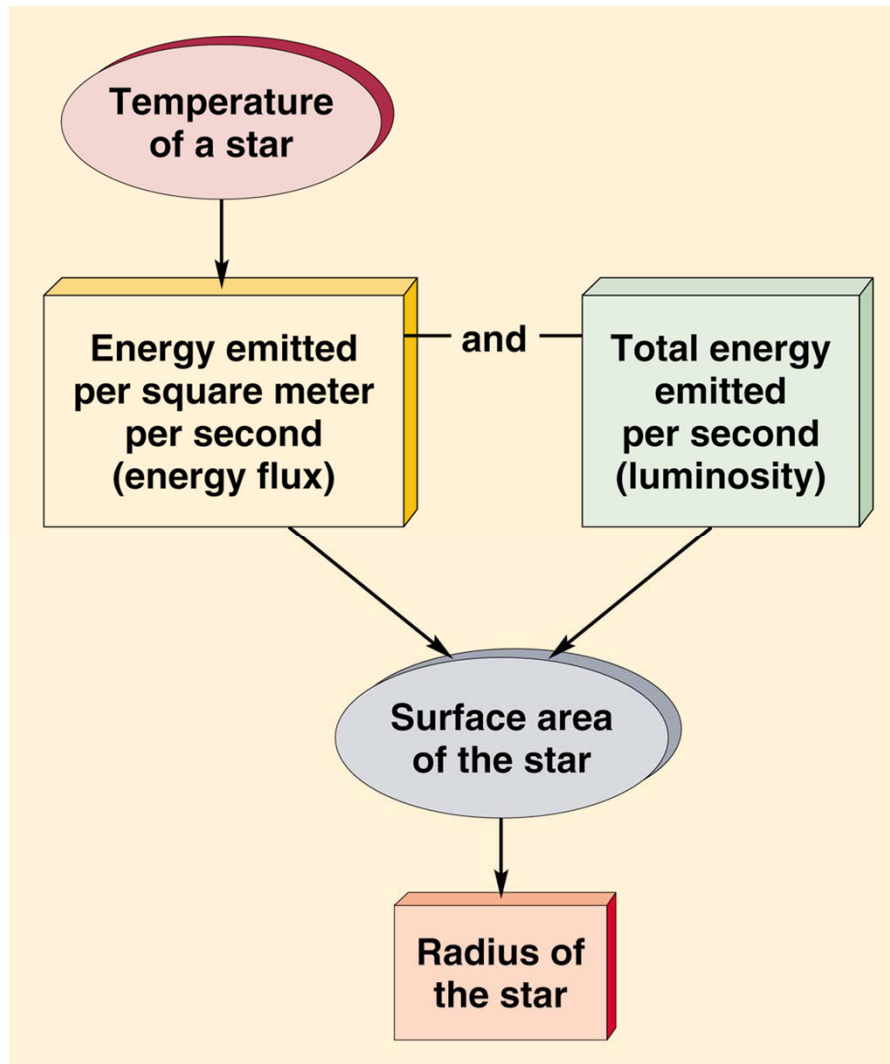 Temperature
of a star
Energy emitted
per square meter
per second
(energy flux)
and
Total energy
emitted
per second
(luminosity)
Surface area
of the star
Radius of
the star